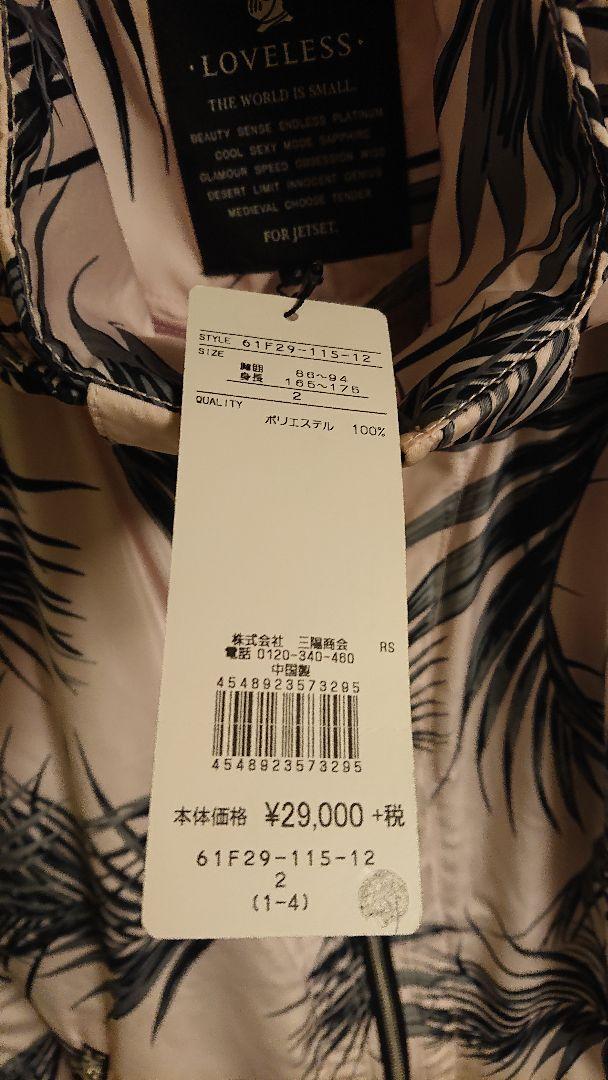 · LOVELESS ·
THE WORLD IS SMALL.
BEAUTY SENSE ENDLESS PLATINUM
COOL SEXY MODE SAPPHIRE
GLAMOUR SPEED OBSESSION WISE
DESERT LIMIT INNOCENT GENIUS
MEDIEVAL CHOOSE TENDER
FOR JETSET.
STYLE 61F29-115-12
SIZE
胸囲 86~94
身長 165~175
2
QUALITY
ポリエステル 100%
株式会社 三陽商会 RS
電話 0120-340-460
中国製
4548923573295
4548923573295
本体価格 ¥29,000 +税
61F29-115-12
2
(1-4)